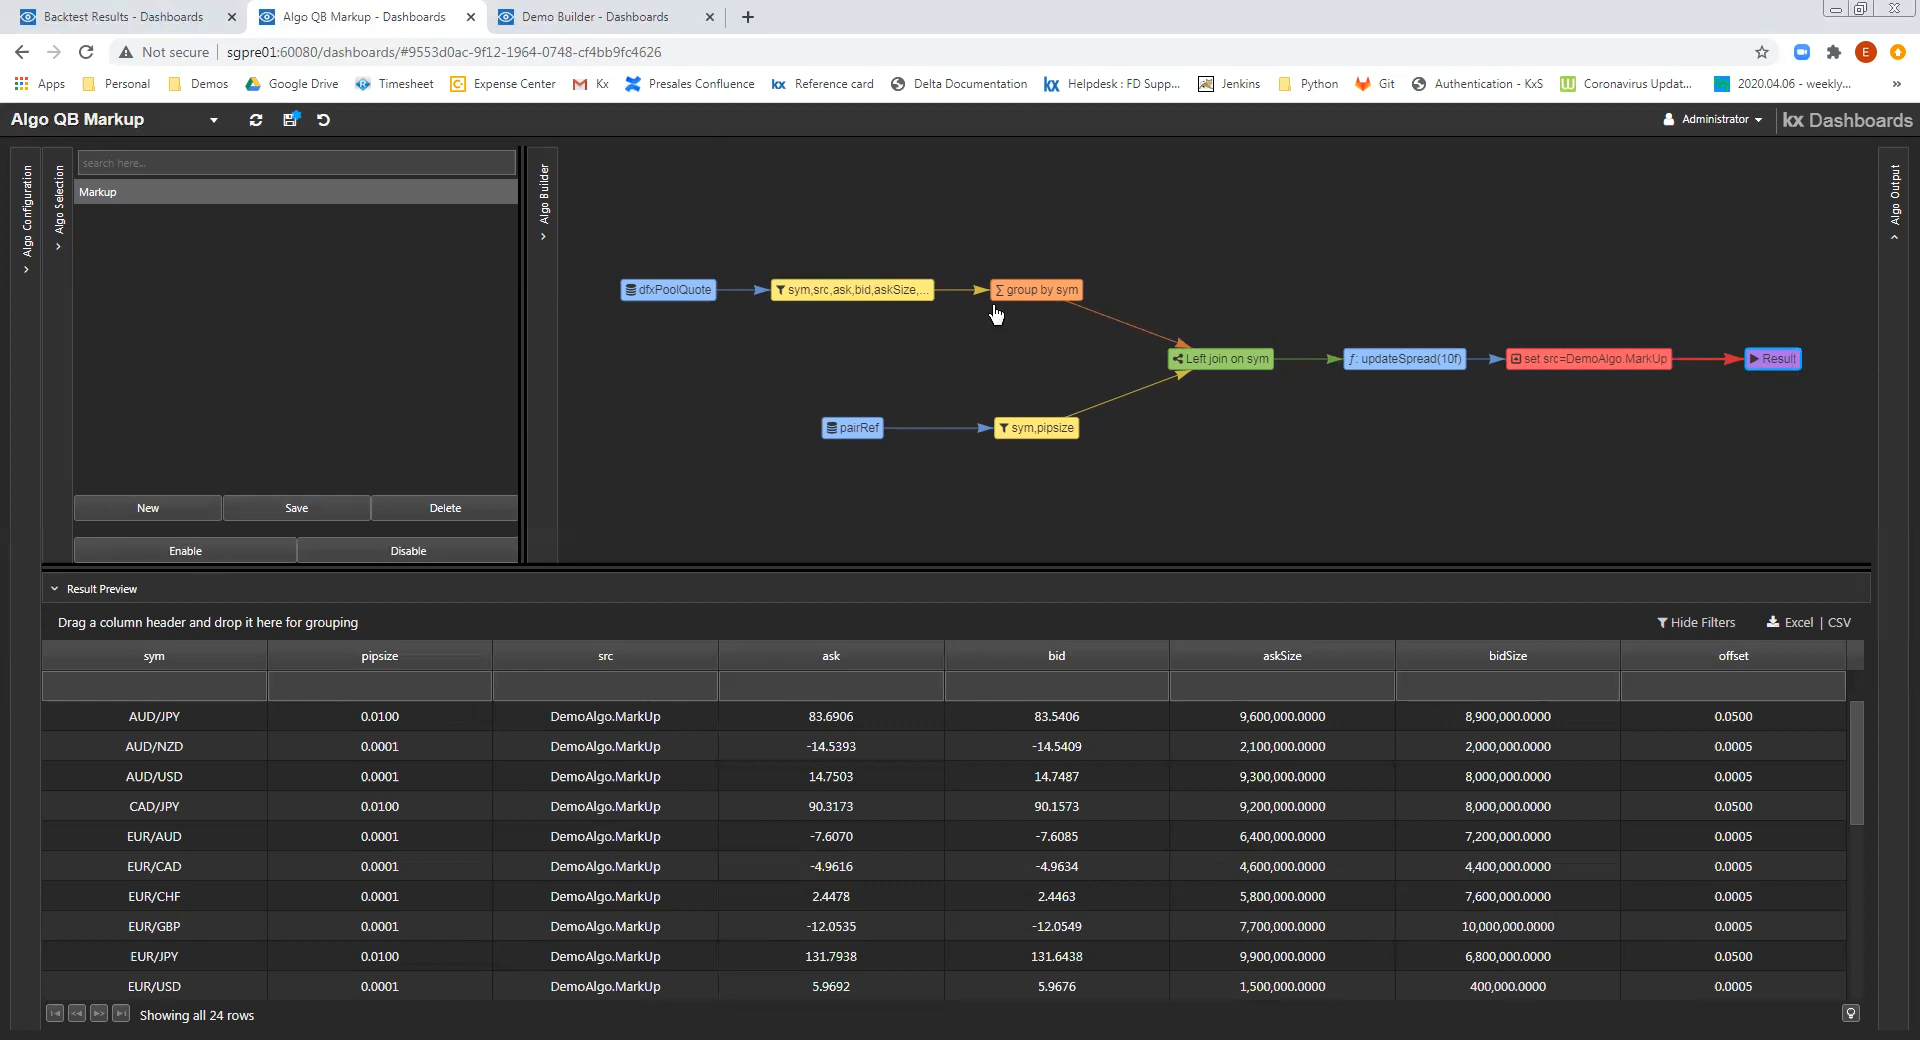 Backtest Results - Dashboards
Algo QB Markup - Dashboards
Demo Builder - Dashboards
Not secure
sgpre01:60080/dashboards/#9553d0ac-9f12-1964-0748-cf4bb9fc4626
E
Apps
Personal
Demos
Google Drive
Timesheet
Expense Center
Kx
Presales Confluence
kx Reference card
Delta Documentation
kx Helpdesk : FD Supp...
Jenkins
Python
Git
Authentication - KxS
Coronavirus Updat...
2020.04.06 - weekly...
Algo QB Markup
Administrator
kx Dashboards
Algo Configuration
Algo Selection
search here...
Markup
New
Save
Delete
Enable
Disable
Algo Builder
dfxPoolQuote
sym,src,ask,bid,askSize,...
∑ group by sym
Left join on sym
ƒ: updateSpread(10f)
set src=DemoAlgo.MarkUp
Result
pairRef
sym,pipsize
Algo Output
Result Preview
Drag a column header and drop it here for grouping
Hide Filters
Excel | CSV
sym pipsize src ask bid askSize bidSize offset
AUD/JPY 0.0100 DemoAlgo.MarkUp 83.6906 83.5406 9,600,000.0000 8,900,000.0000 0.0500
AUD/NZD 0.0001 DemoAlgo.MarkUp -14.5393 -14.5409 2,100,000.0000 2,000,000.0000 0.0005
AUD/USD 0.0001 DemoAlgo.MarkUp 14.7503 14.7487 9,300,000.0000 8,000,000.0000 0.0005
CAD/JPY 0.0100 DemoAlgo.MarkUp 90.3173 90.1573 9,200,000.0000 8,000,000.0000 0.0500
EUR/AUD 0.0001 DemoAlgo.MarkUp -7.6070 -7.6085 6,400,000.0000 7,200,000.0000 0.0005
EUR/CAD 0.0001 DemoAlgo.MarkUp -4.9616 -4.9634 4,600,000.0000 4,400,000.0000 0.0005
EUR/CHF 0.0001 DemoAlgo.MarkUp 2.4478 2.4463 5,800,000.0000 7,600,000.0000 0.0005
EUR/GBP 0.0001 DemoAlgo.MarkUp -12.0535 -12.0549 7,700,000.0000 10,000,000.0000 0.0005
EUR/JPY 0.0100 DemoAlgo.MarkUp 131.7938 131.6438 9,900,000.0000 6,800,000.0000 0.0500
EUR/USD 0.0001 DemoAlgo.MarkUp 5.9692 5.9676 1,500,000.0000 400,000.0000 0.0005
Showing all 24 rows